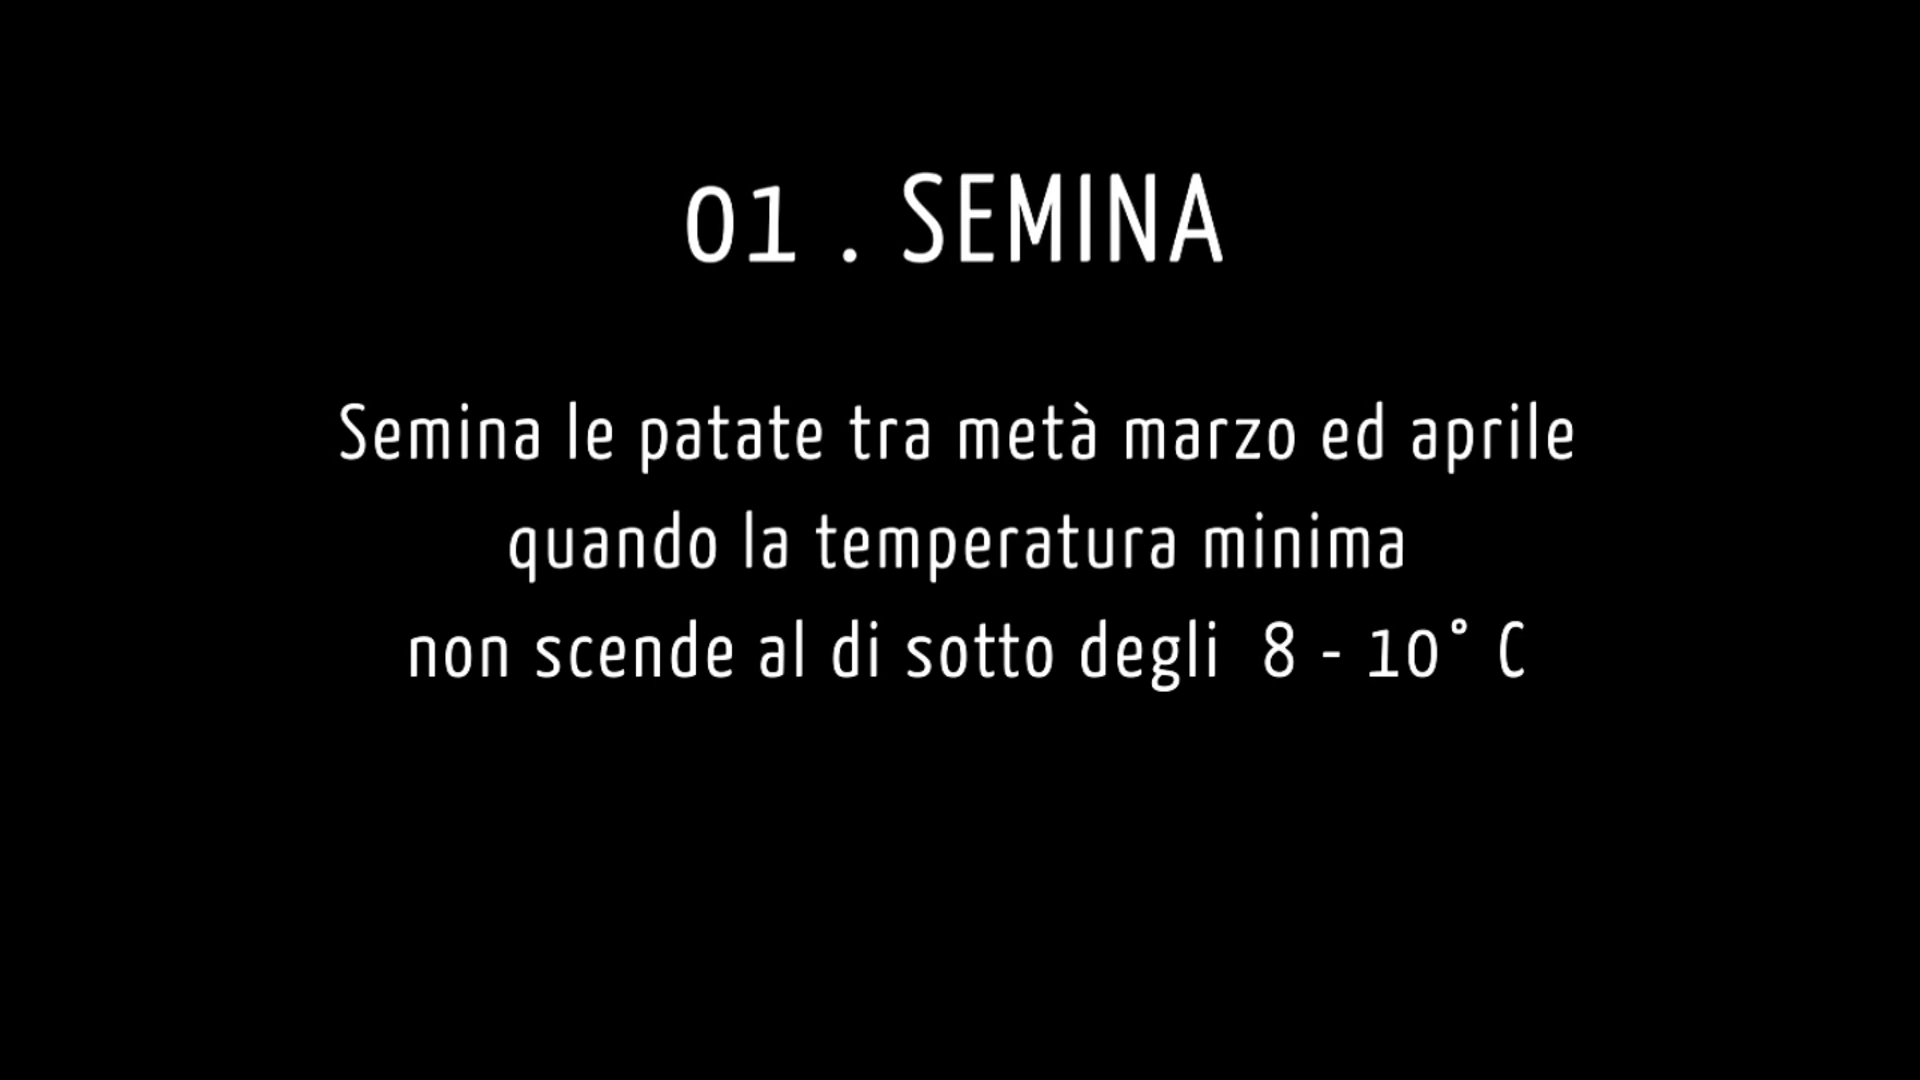 01 . SEMINA
Semina le patate tra metà marzo ed aprile
quando la temperatura minima
non scende al di sotto degli  8 - 10° C